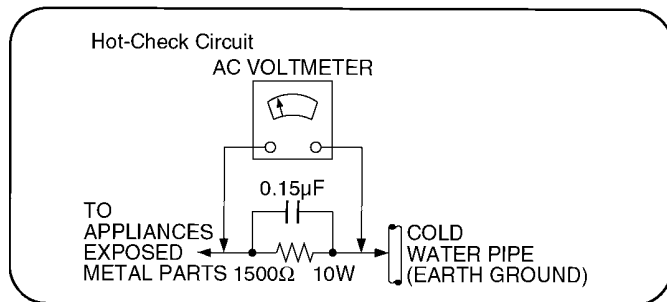 Hot-Check Circuit
AC VOLTMETER
0.15µF
TO
APPLIANCES
EXPOSED
METAL PARTS
1500Ω 10W
COLD
WATER PIPE
(EARTH GROUND)